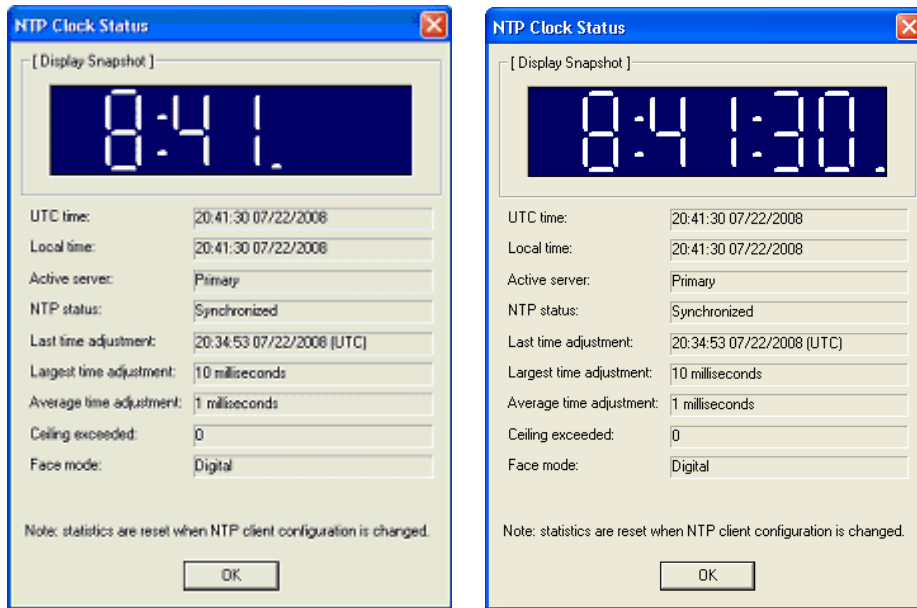 NTP Clock Status
[ Display Snapshot ]
8:41.
UTC time: 20:41:30 07/22/2008
Local time: 20:41:30 07/22/2008
Active server: Primary
NTP status: Synchronized
Last time adjustment: 20:34:53 07/22/2008 (UTC)
Largest time adjustment: 10 milliseconds
Average time adjustment: 1 milliseconds
Ceiling exceeded: 0
Face mode: Digital
Note: statistics are reset when NTP client configuration is changed.
OK
NTP Clock Status
[ Display Snapshot ]
8:41:30.
UTC time: 20:41:30 07/22/2008
Local time: 20:41:30 07/22/2008
Active server: Primary
NTP status: Synchronized
Last time adjustment: 20:34:53 07/22/2008 (UTC)
Largest time adjustment: 10 milliseconds
Average time adjustment: 1 milliseconds
Ceiling exceeded: 0
Face mode: Digital
Note: statistics are reset when NTP client configuration is changed.
OK